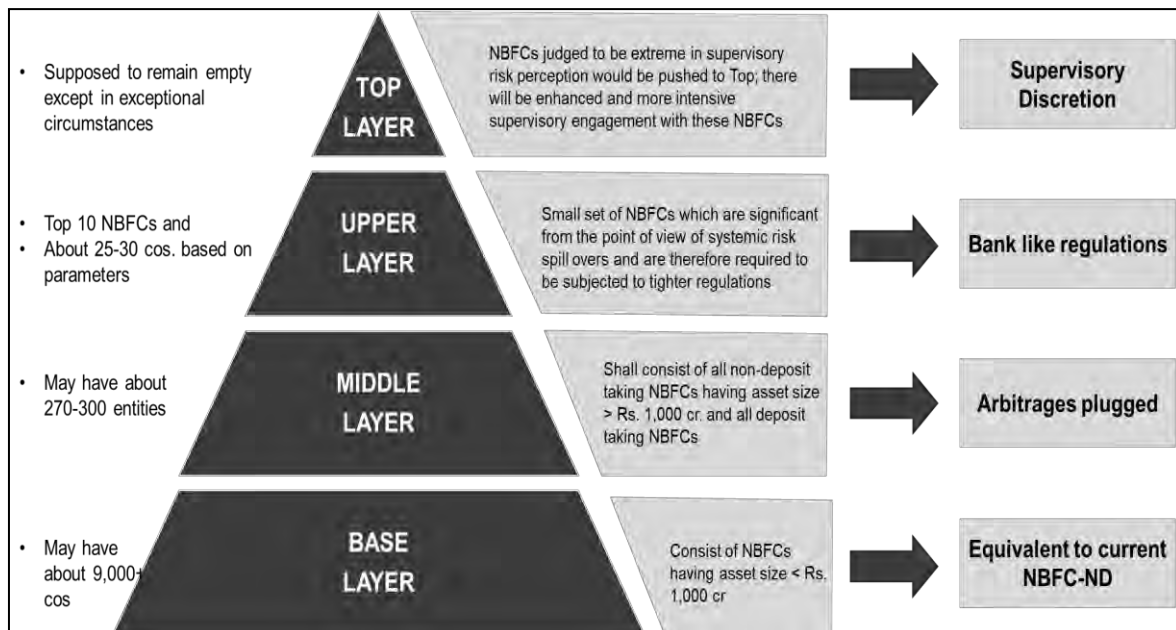 • Supposed to remain empty
except in exceptional
circumstances
TOP
LAYER
NBFCs judged to be extreme in supervisory
risk perception would be pushed to Top; there
will be enhanced and more intensive
supervisory engagement with these NBFCs
Supervisory
Discretion
• Top 10 NBFCs and
• About 25-30 cos. based on
parameters
UPPER
LAYER
Small set of NBFCs which are significant
from the point of view of systemic risk
spill overs and are therefore required to
be subjected to tighter regulations
Bank like regulations
• May have about
270-300 entities
MIDDLE
LAYER
Shall consist of all non-deposit
taking NBFCs having asset size
> Rs. 1,000 cr. and all deposit
taking NBFCs
Arbitrages plugged
• May have
about 9,000+
cos
BASE
LAYER
Consist of NBFCs
having asset size < Rs.
1,000 cr
Equivalent to current
NBFC-ND